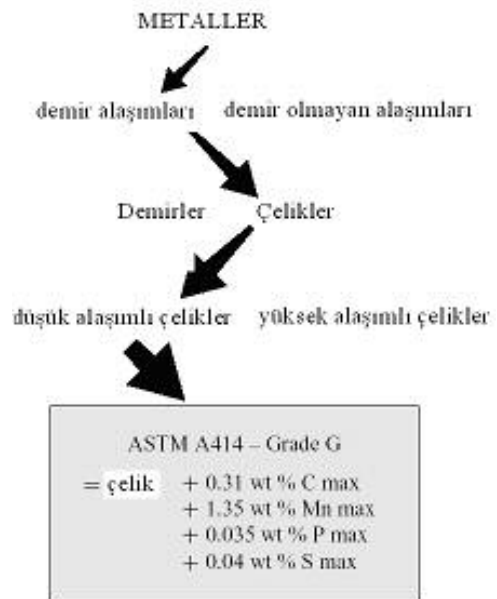 METALLER
demir alaşımları demir olmayan alaşımları
Demirler Çelikler
düşük alaşımlı çelikler yüksek alaşımlı çelikler
ASTM A414 – Grade G
= çelik + 0.31 wt % C max
+ 1.35 wt % Mn max
+ 0.035 wt % P max
+ 0.04 wt % S max